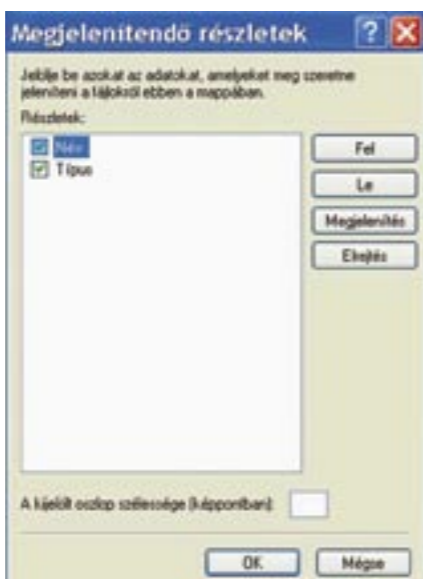 Megjelenítendő részletek
Jelölje be azokat az adatokat, amelyeket meg szeretne
jeleníteni a fájlokról ebben a mappában.
Részletek:
Név
Típus
Fel
Le
Megjelenítés
Elrejtés
A kijelölt oszlop szélessége (képpontban):
OK
Mégse